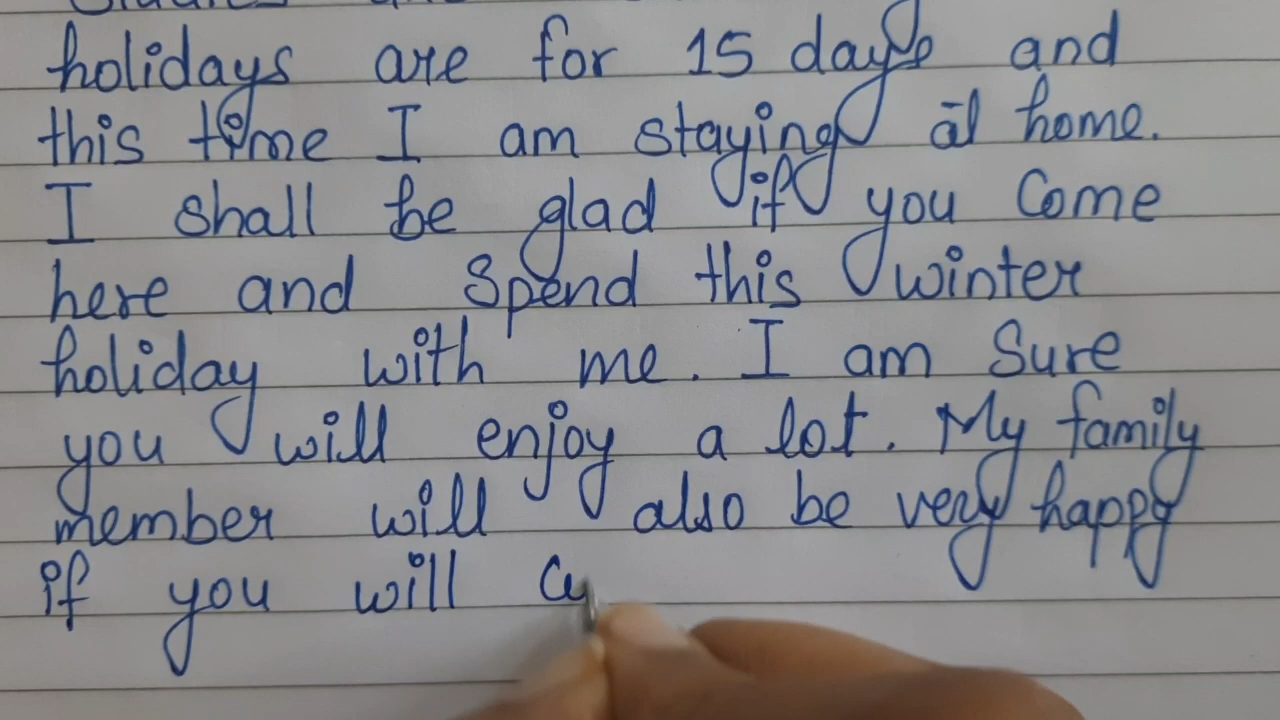 holidays are for 15 days and
this time I am staying at home.
I shall be glad if you Come
here and Spend this winter
holiday with me. I am Sure
you will enjoy a lot. My family
member will also be very happy
if you will